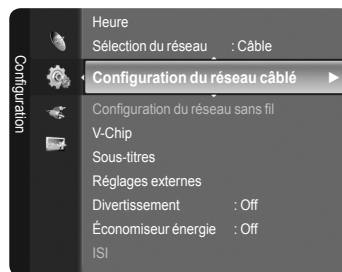 Configuration
Heure
Sélection du réseau : Câble
Configuration du réseau câblé
Configuration du réseau sans fil
V-Chip
Sous-titres
Réglages externes
Divertissement : Off
Économiseur énergie : Off
ISI